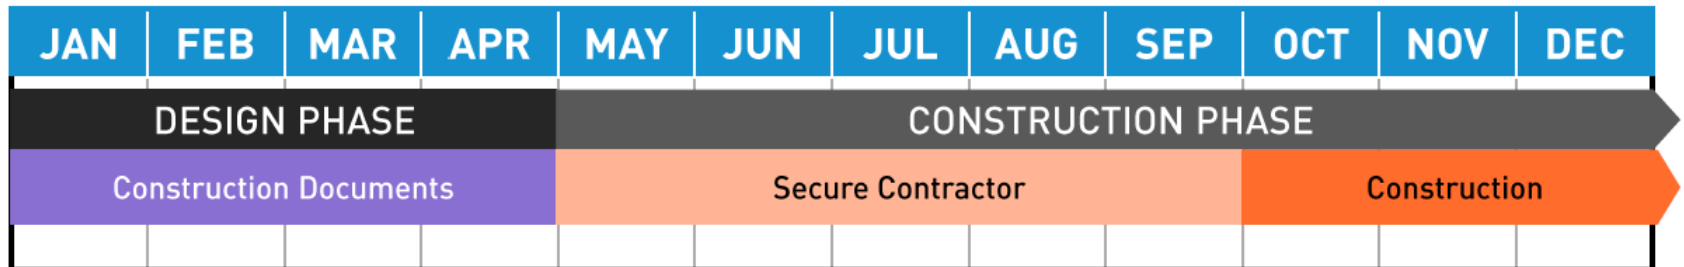 JAN FEB MAR APR MAY JUN JUL AUG SEP OCT NOV DEC
DESIGN PHASE CONSTRUCTION PHASE
Construction Documents Secure Contractor Construction